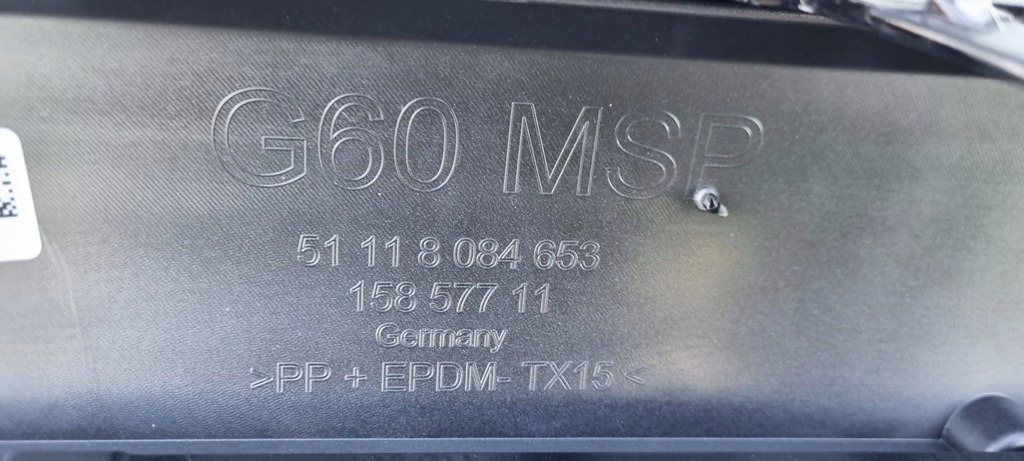 G60 MSP
51 11 8 084 653
158 577 11
Germany
>PP + EPDM- TX15<